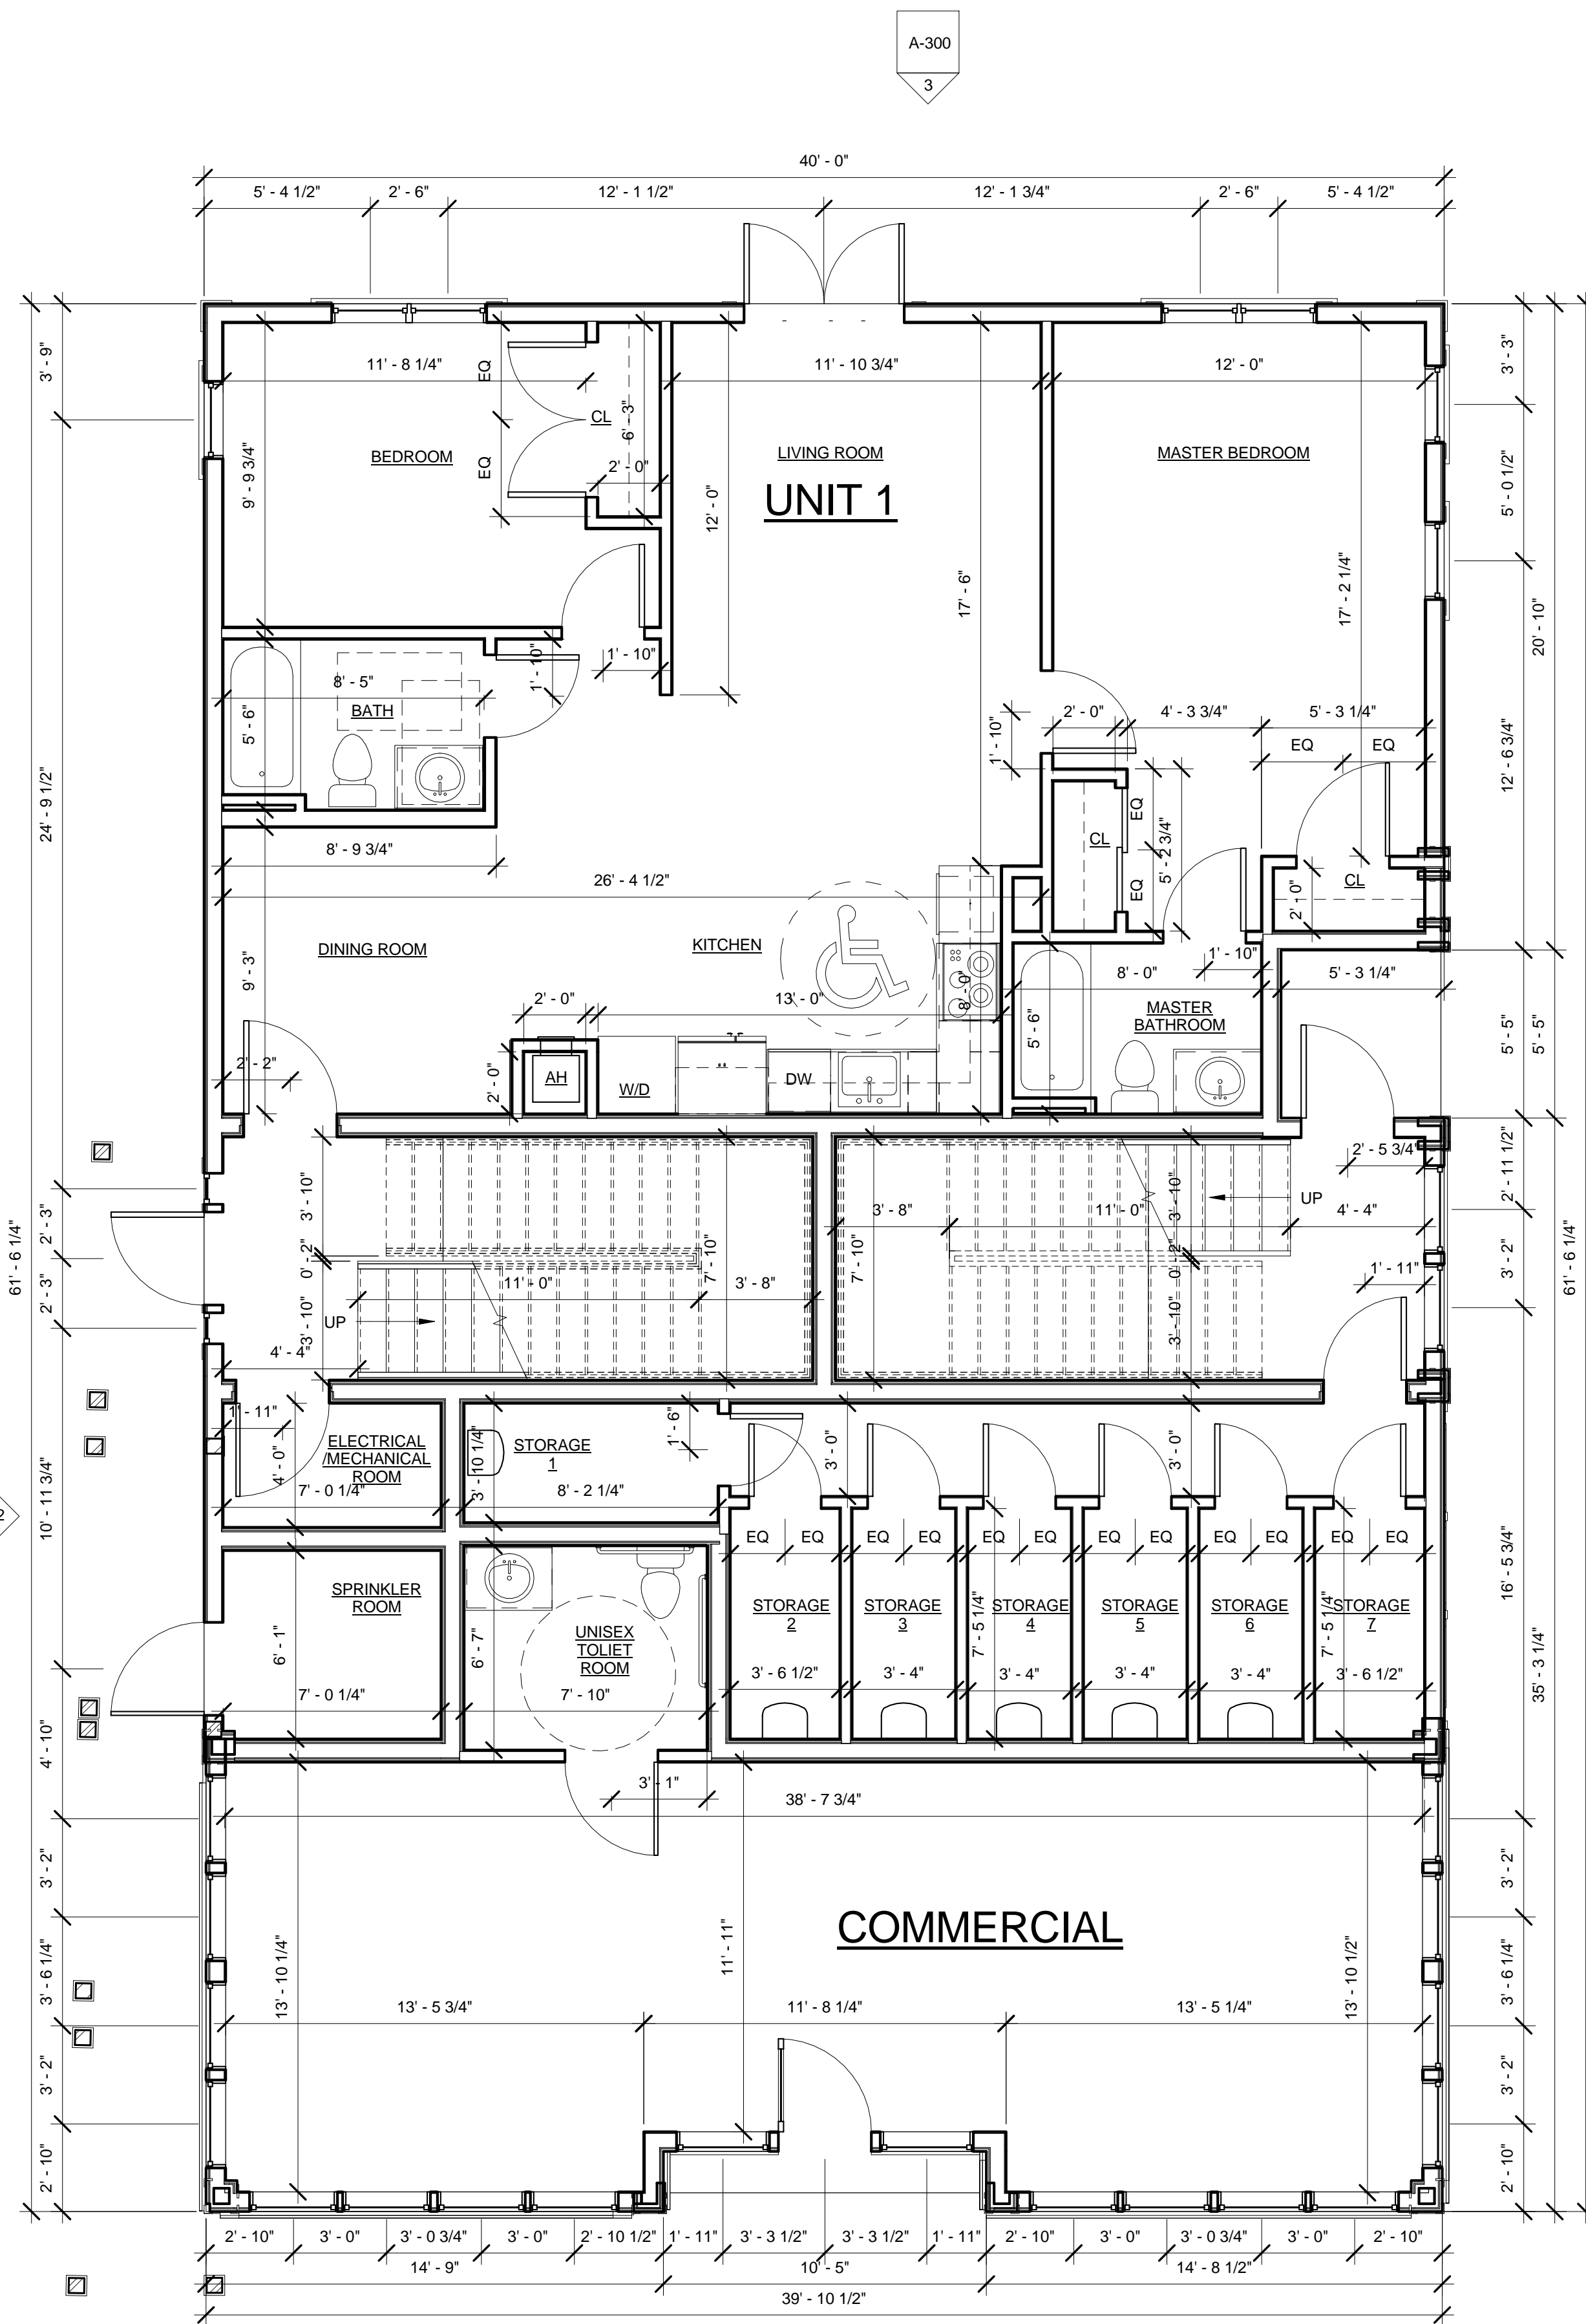 A-300
3
40' - 0"
5' - 4 1/2"
2' - 6"
12' - 1 1/2"
12' - 1 3/4"
2' - 6"
5' - 4 1/2"
3' - 9"
24' - 9 1/2"
61' - 6 1/4"
2' - 3"
2' - 3"
10' - 11 3/4"
4' - 10"
3' - 2"
3' - 6 1/4"
3' - 2"
2' - 10"
11' - 8 1/4"
EQ
EQ
CL
6' - 3"
2' - 0"
BEDROOM
9' - 9 3/4"
11' - 10 3/4"
LIVING ROOM
UNIT 1
12' - 0"
17' - 6"
12' - 0"
MASTER BEDROOM
17' - 2 1/4"
1' - 10"
1' - 10"
8' - 5"
BATH
5' - 6"
8' - 9 3/4"
26' - 4 1/2"
2' - 0"
4' - 3 3/4"
5' - 3 1/4"
1' - 10"
EQ
EQ
EQ
CL
5' - 2 3/4"
EQ
CL
2' - 0"
DINING ROOM
KITCHEN
9' - 3"
2' - 0"
13' - 0"
8' - 0"
8' - 0"
1' - 10"
5' - 3 1/4"
MASTER
BATHROOM
5' - 6"
2' - 2"
2' - 0"
AH
W/D
DW
3' - 10"
0' - 2"
3' - 10"
UP
4' - 4"
11' - 0"
7' - 10"
3' - 8"
7' - 10"
3' - 8"
11' - 0"
3' - 10"
0' - 2"
3' - 10"
UP
4' - 4"
2' - 5 3/4"
1' - 11"
1' - 11"
4' - 0"
ELECTRICAL
/MECHANICAL
ROOM
7' - 0 1/4"
3' - 10 1/4"
STORAGE
1
1' - 6"
8' - 2 1/4"
3' - 0"
3' - 0"
EQ
EQ
EQ
EQ
EQ
EQ
EQ
EQ
EQ
EQ
EQ
EQ
SPRINKLER
ROOM
6' - 1"
7' - 0 1/4"
6' - 7"
UNISEX
TOLIET
ROOM
7' - 10"
STORAGE
2
STORAGE
3
STORAGE
4
STORAGE
5
STORAGE
6
STORAGE
7
7' - 5 1/4"
7' - 5 1/4"
3' - 6 1/2"
3' - 4"
3' - 4"
3' - 4"
3' - 4"
3' - 6 1/2"
3' - 1"
38' - 7 3/4"
COMMERCIAL
13' - 10 1/4"
11' - 11"
13' - 10 1/2"
13' - 5 3/4"
11' - 8 1/4"
13' - 5 1/4"
3' - 3"
5' - 0 1/2"
12' - 6 3/4"
20' - 10"
5' - 5"
5' - 5"
2' - 11 1/2"
3' - 2"
61' - 6 1/4"
16' - 5 3/4"
35' - 3 1/4"
3' - 2"
3' - 6 1/4"
3' - 2"
2' - 10"
2' - 10"
3' - 0"
3' - 0 3/4"
3' - 0"
2' - 10 1/2"
1' - 11"
3' - 3 1/2"
3' - 3 1/2"
1' - 11"
2' - 10"
3' - 0"
3' - 0 3/4"
3' - 0"
2' - 10"
14' - 9"
10' - 5"
14' - 8 1/2"
39' - 10 1/2"